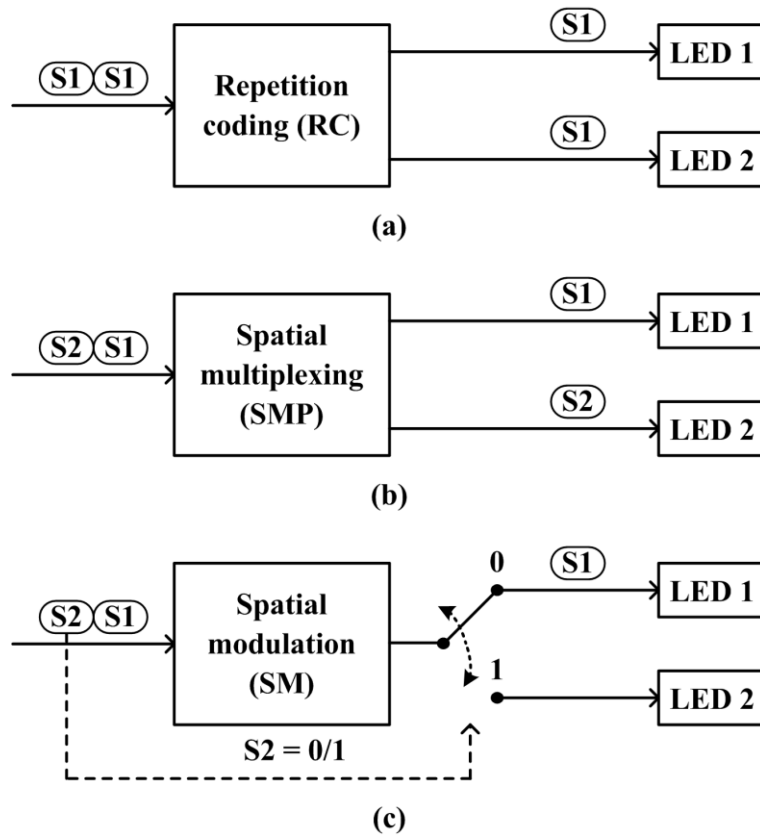 S1 S1
Repetition
coding (RC)
S1
LED 1
S1
LED 2
(a)
S2 S1
Spatial
multiplexing
(SMP)
S1
LED 1
S2
LED 2
(b)
S2 S1
Spatial
modulation
(SM)
0
S1
LED 1
1
LED 2
S2 = 0/1
(c)